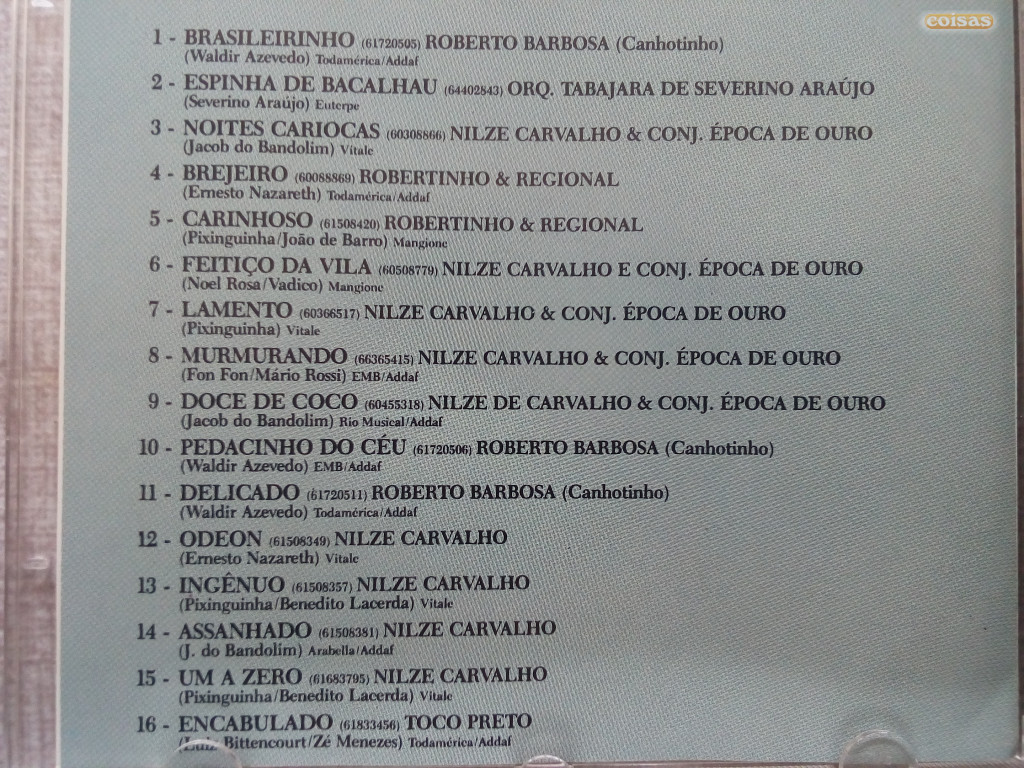 coisas
1 - BRASILEIRINHO (61720505) ROBERTO BARBOSA (Canhotinho)
(Waldir Azevedo) Todamérica/Addaf
2 - ESPINHA DE BACALHAU (64402843) ORQ. TABAJARA DE SEVERINO ARAÚJO
(Severino Araújo) Euterpe
3 - NOITES CARIOCAS (60308866) NILZE CARVALHO & CONJ. ÉPOCA DE OURO
(Jacob do Bandolim) Vitale
4 - BREJEIRO (60088869) ROBERTINHO & REGIONAL
(Ernesto Nazareth) Todamérica/Addaf
5 - CARINHOSO (61508420) ROBERTINHO & REGIONAL
(Pixinguinha/João de Barro) Mangione
6 - FEITIÇO DA VILA (60508779) NILZE CARVALHO E CONJ. ÉPOCA DE OURO
(Noel Rosa/Vadico) Mangione
7 - LAMENTO (60366517) NILZE CARVALHO & CONJ. ÉPOCA DE OURO
(Pixinguinha) Vitale
8 - MURMURANDO (66365415) NILZE CARVALHO & CONJ. ÉPOCA DE OURO
(Fon Fon/Mário Rossi) EMB/Addaf
9 - DOCE DE COCO (60455318) NILZE DE CARVALHO & CONJ. ÉPOCA DE OURO
(Jacob do Bandolim) Rio Musical/Addaf
10 - PEDACINHO DO CÉU (61720506) ROBERTO BARBOSA (Canhotinho)
(Waldir Azevedo) EMB/Addaf
11 - DELICADO (61720511) ROBERTO BARBOSA (Canhotinho)
(Waldir Azevedo) Todamérica/Addaf
12 - ODEON (61508349) NILZE CARVALHO
(Ernesto Nazareth) Vitale
13 - INGÊNUO (61508357) NILZE CARVALHO
(Pixinguinha/Benedito Lacerda) Vitale
14 - ASSANHADO (61508381) NILZE CARVALHO
(J. do Bandolim) Arabella/Addaf
15 - UM A ZERO (61683795) NILZE CARVALHO
(Pixinguinha/Benedito Lacerda) Vitale
16 - ENCABULADO (61833456) TOCO PRETO
(Luiz Bittencourt/Zé Menezes) Todamérica/Addaf